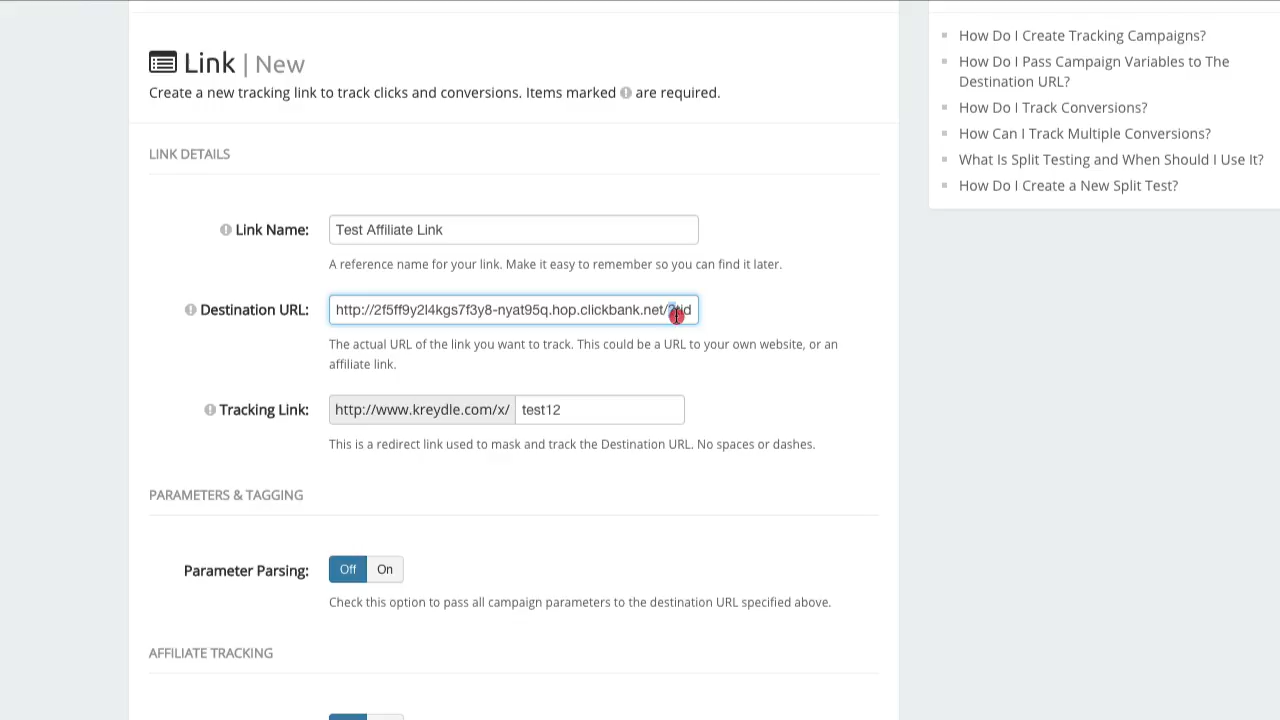 Link | New
Create a new tracking link to track clicks and conversions. Items marked are required.
LINK DETAILS
Link Name: Test Affiliate Link
A reference name for your link. Make it easy to remember so you can find it later.
Destination URL: http://2f5ff9y2l4kgs7f3y8-nyat95q.hop.clickbank.net/?tid
The actual URL of the link you want to track. This could be a URL to your own website, or an
affiliate link.
Tracking Link: http://www.kreydle.com/x/ test12
This is a redirect link used to mask and track the Destination URL. No spaces or dashes.
PARAMETERS & TAGGING
Parameter Parsing: Off On
Check this option to pass all campaign parameters to the destination URL specified above.
AFFILIATE TRACKING
How Do I Create Tracking Campaigns?
How Do I Pass Campaign Variables to The
Destination URL?
How Do I Track Conversions?
How Can I Track Multiple Conversions?
What Is Split Testing and When Should I Use It?
How Do I Create a New Split Test?